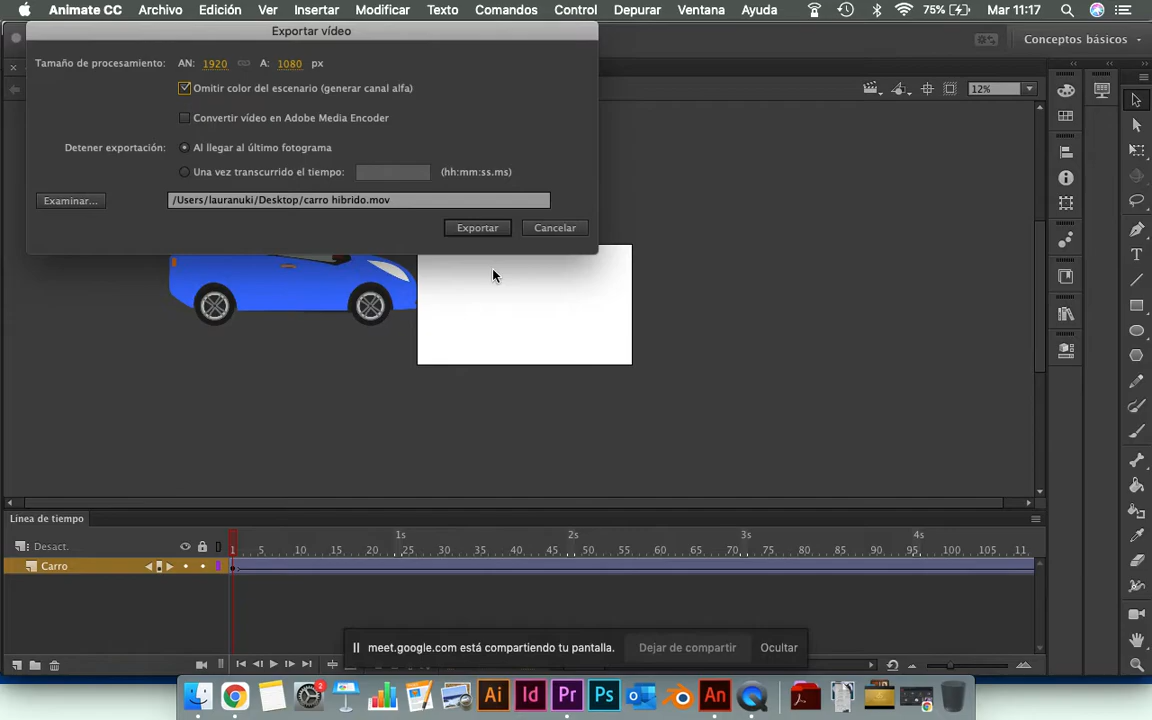 Animate CC Archivo Edición Ver Insertar Modificar Texto Comandos Control Depurar Ventana Ayuda 75% Mar 11:17
Exportar vídeo
Conceptos básicos
Tamaño de procesamiento: AN: 1920 A: 1080 px
Omitir color del escenario (generar canal alfa)
12%
Convertir vídeo en Adobe Media Encoder
Detener exportación: Al llegar al último fotograma
Una vez transcurrido el tiempo: (hh:mm:ss.ms)
Examinar... /Users/lauranuki/Desktop/carro hibrido.mov
Exportar Cancelar
Línea de tiempo
1s 2s 3s 4s
Desact. 1 5 10 15 20 25 30 35 40 45 50 55 60 65 70 75 80 85 90 95 100 105 11
Carro
meet.google.com está compartiendo tu pantalla. Dejar de compartir Ocultar
2
Ai Id Pr Ps An